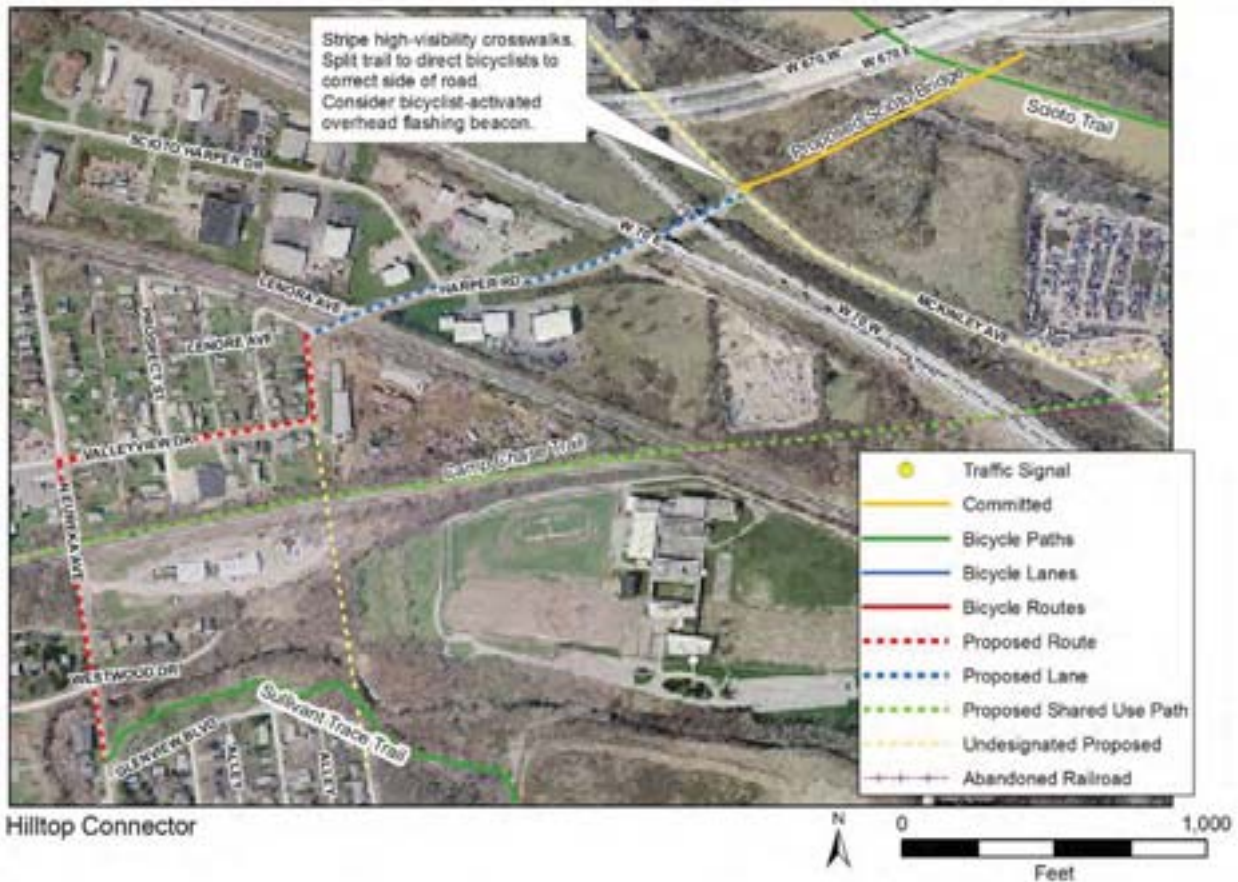 Stripe high-visibility crosswalks.
Split trail to direct bicyclists to
correct side of road.
Consider bicyclist-activated
overhead flashing beacon.
W 670 W
W 670 E
Proposed Scioto Bridge
Scioto Trail
SCIOTO HARPER DR
W 70 E
LENORA AVE
HARPER RD
W 70 W
MCKINLEY AVE
PROSPECT ST
LENORE AVE
VALLEYVIEW DR
Camp Chase Trail
N EUREKA AVE
WESTWOOD DR
Sullivant Trace Trail
GLENVIEW BLVD
ALLEY
ALLEY
Traffic Signal
Committed
Bicycle Paths
Bicycle Lanes
Bicycle Routes
Proposed Route
Proposed Lane
Proposed Shared Use Path
Undesignated Proposed
Abandoned Railroad
Hilltop Connector
N
0
1,000
Feet